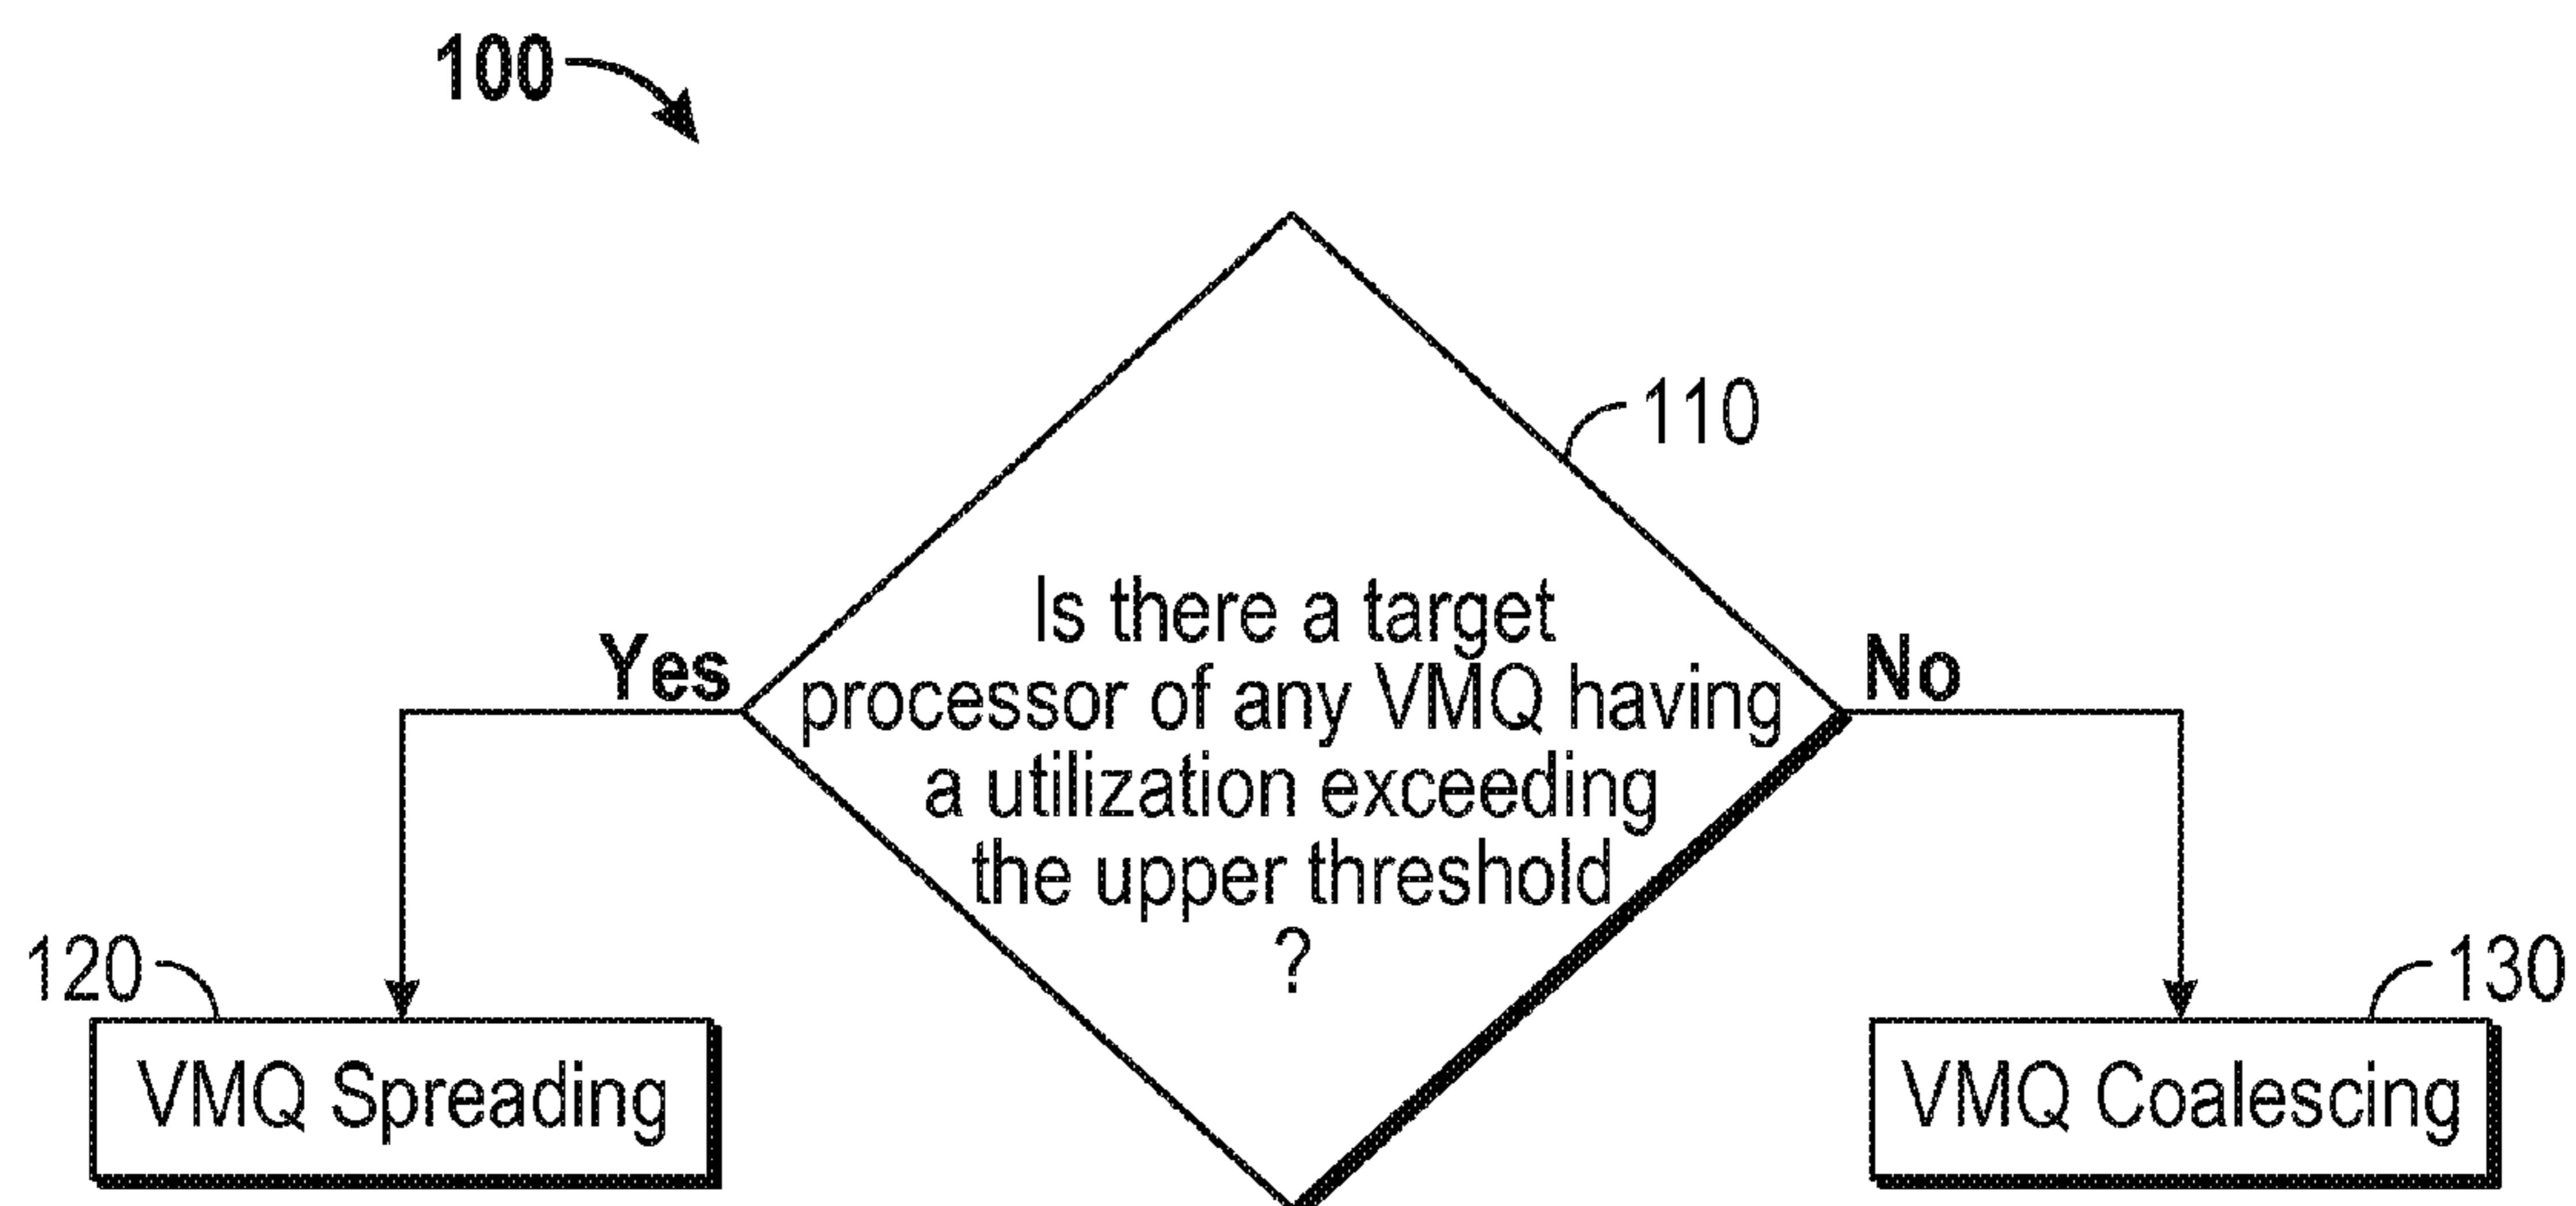 100
110
Is there a target
processor of any VMQ having
a utilization exceeding
the upper threshold
?
Yes
No
120
130
VMQ Spreading
VMQ Coalescing